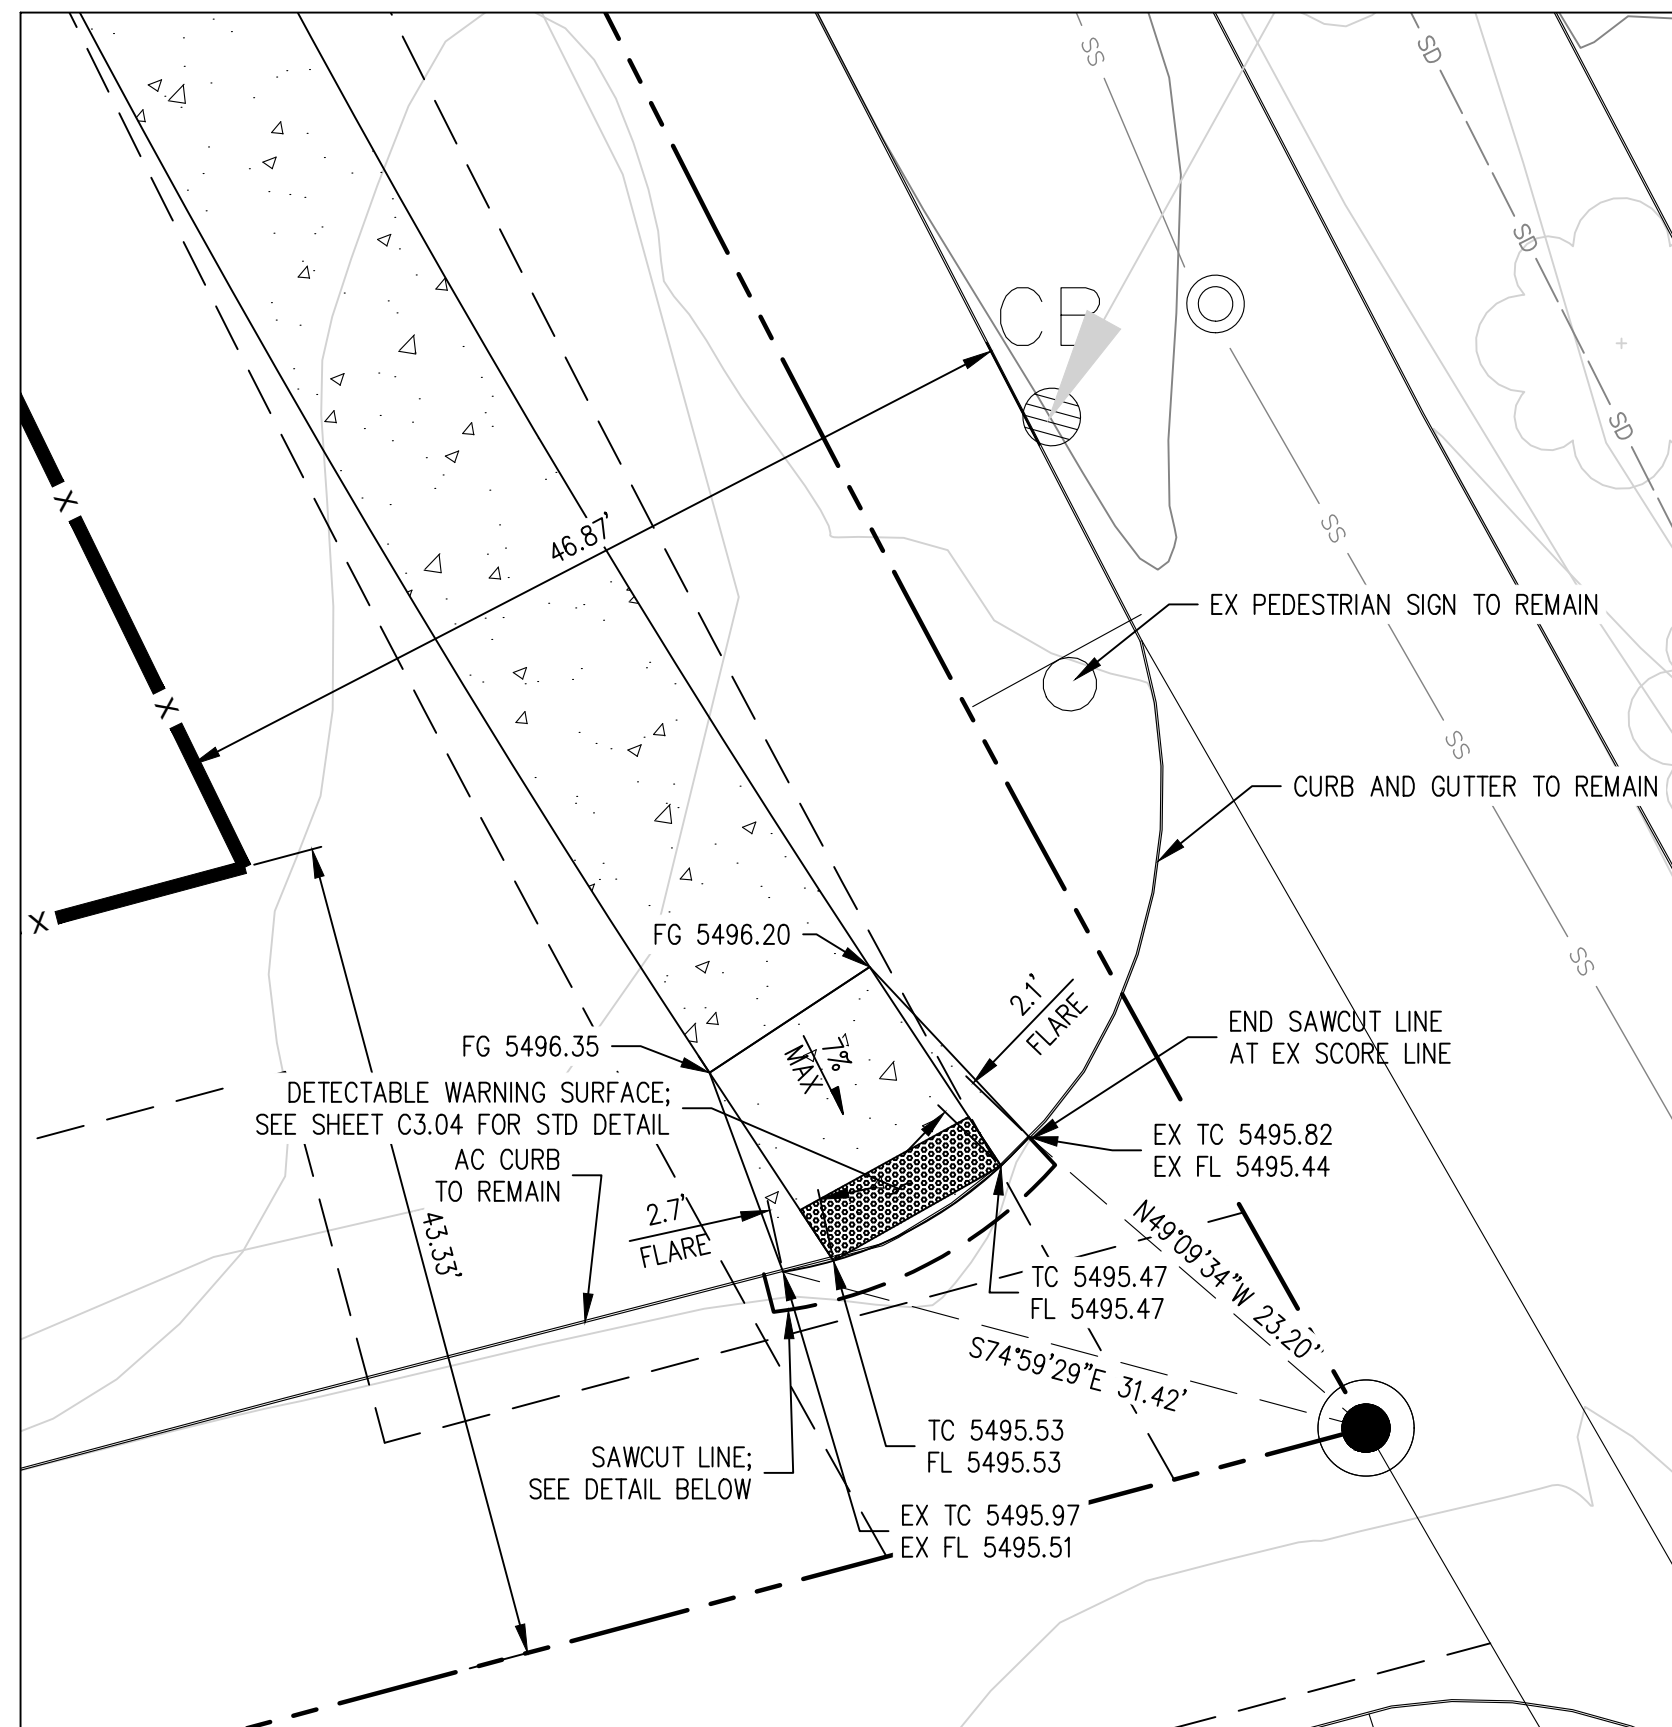 SS
SD
SD
CB
SD
X
46.87'
SS
EX PEDESTRIAN SIGN TO REMAIN
X
SS
CURB AND GUTTER TO REMAIN
X
FG 5496.20
SS
2.1'
FLARE
END SAWCUT LINE
AT EX SCORE LINE
FG 5496.35
7%
MAX
DETECTABLE WARNING SURFACE;
SEE SHEET C3.04 FOR STD DETAIL
EX TC 5495.82
EX FL 5495.44
AC CURB
TO REMAIN
2.7'
FLARE
43.33'
N49°09'34"W 23.20'
TC 5495.47
FL 5495.47
S74°59'29"E 31.42'
TC 5495.53
FL 5495.53
SAWCUT LINE;
SEE DETAIL BELOW
EX TC 5495.97
EX FL 5495.51